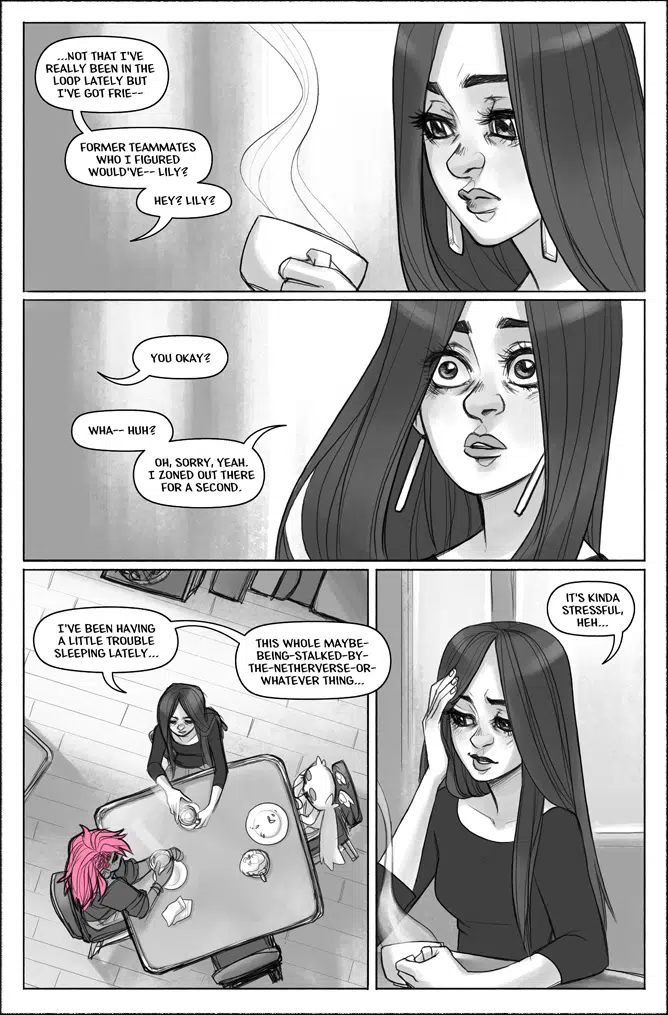 ...NOT THAT I'VE
REALLY BEEN IN THE
LOOP LATELY BUT
I'VE GOT FRIE--
FORMER TEAMMATES
WHO I FIGURED
WOULD'VE-- LILY?
HEY? LILY?
YOU OKAY?
WHA-- HUH?
OH, SORRY, YEAH.
I ZONED OUT THERE
FOR A SECOND.
I'VE BEEN HAVING
A LITTLE TROUBLE
SLEEPING LATELY...
THIS WHOLE MAYBE-
BEING-STALKED-BY-
THE-NETHERVERSE-OR-
WHATEVER THING...
IT'S KINDA
STRESSFUL,
HEH...